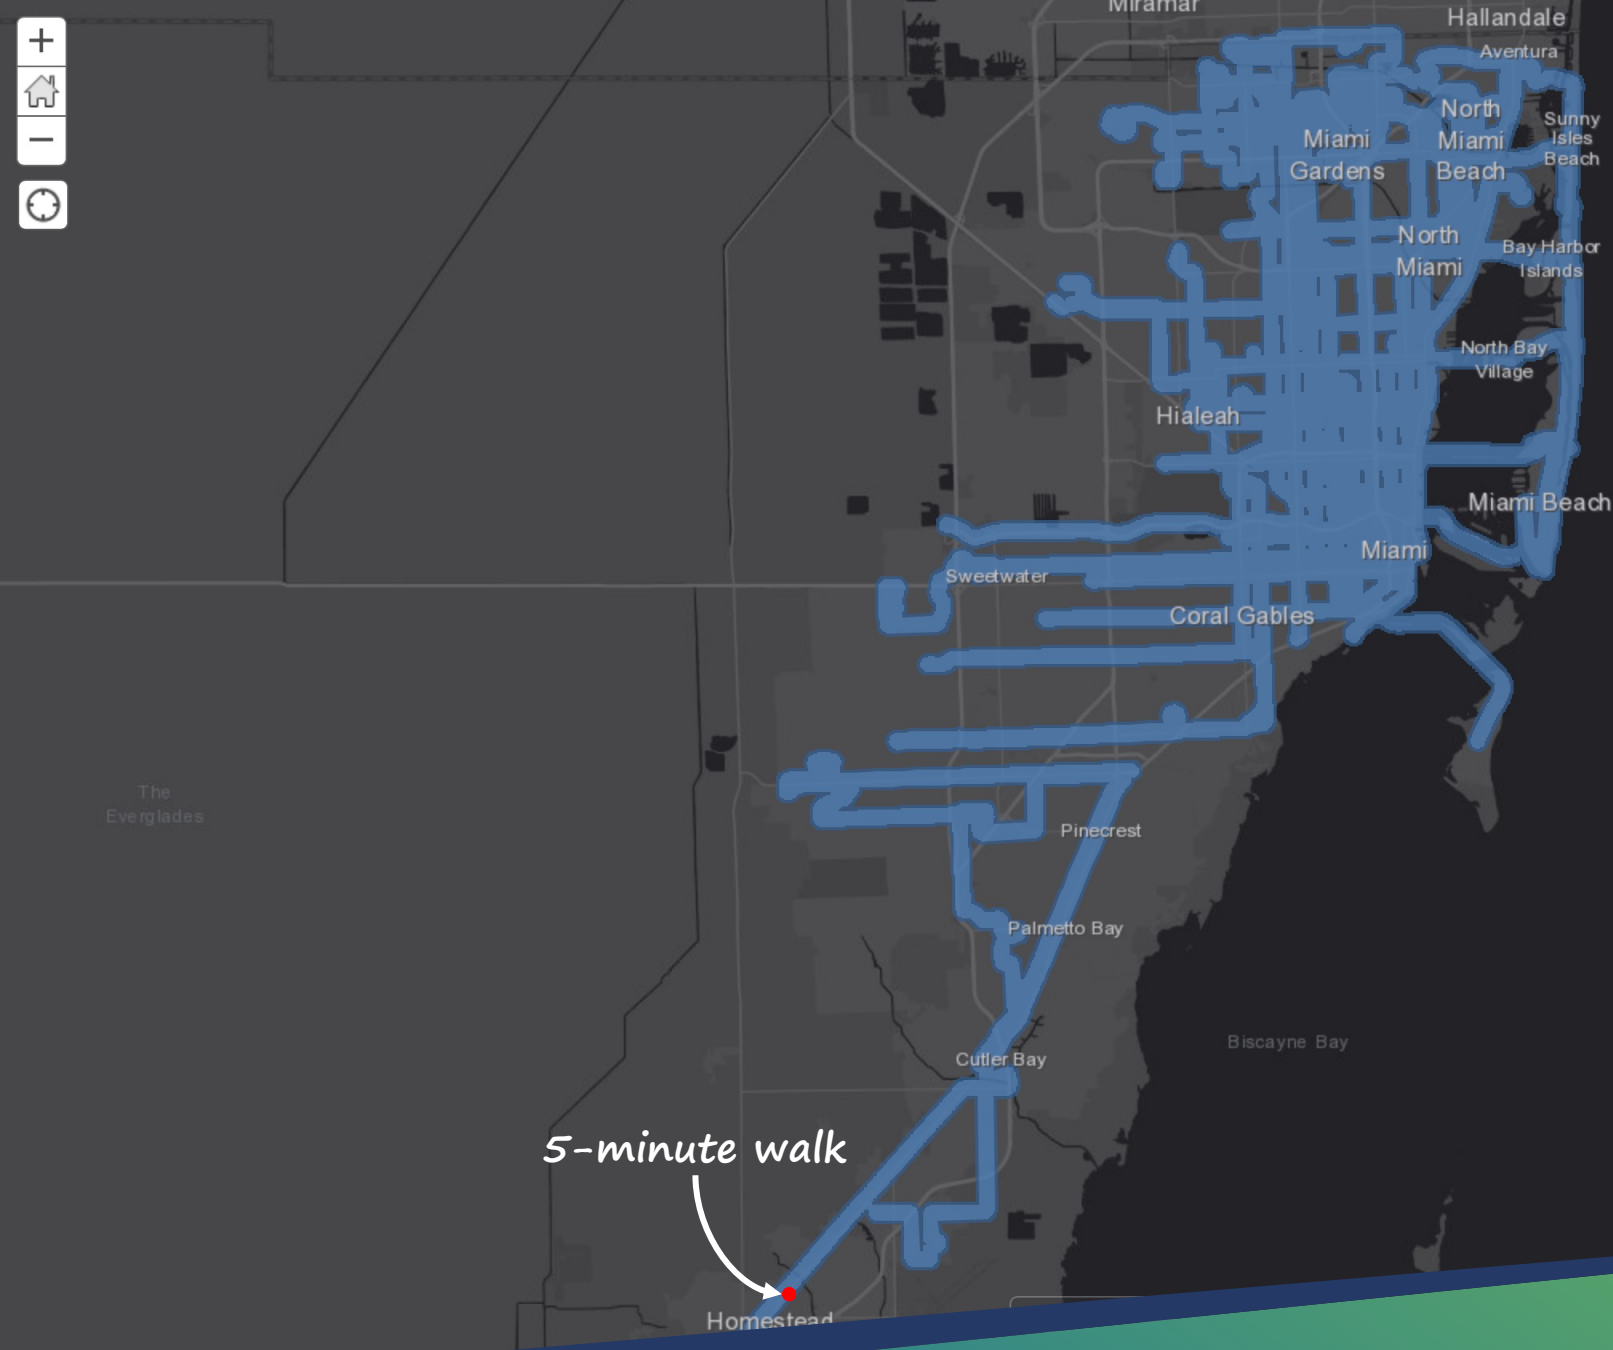 Miramar
Hallandale
Aventura
North
Miami
Beach
Sunny
Isles
Beach
Miami
Gardens
North
Miami
Bay Harbor
Islands
North Bay
Village
Hialeah
Miami Beach
Miami
Sweetwater
Coral Gables
The
Everglades
Pinecrest
Palmetto Bay
Biscayne Bay
Cutler Bay
5-minute walk
Homestead